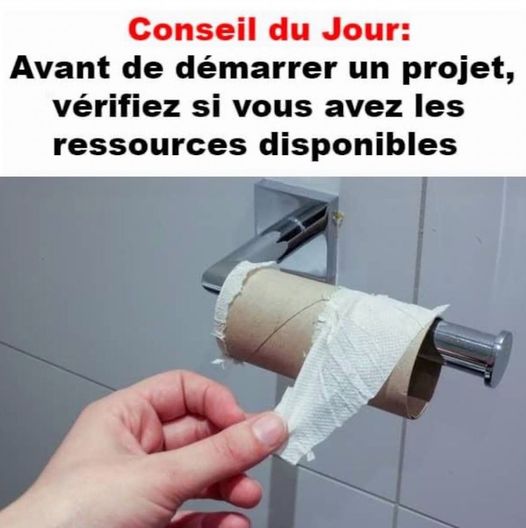 Conseil du Jour:
Avant de démarrer un projet,
vérifiez si vous avez les
ressources disponibles